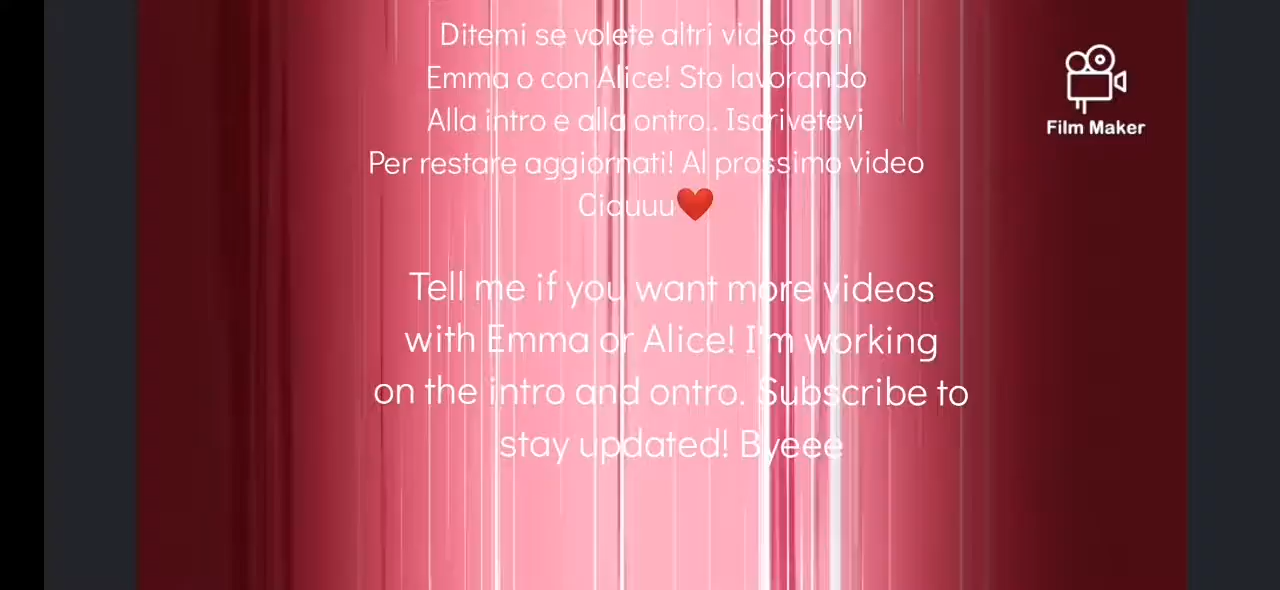 Ditemi se volete altri video con
Emma o con Alice! Sto lavorando
Alla intro e alla ontro.. Iscrivetevi
Per restare aggiornati! Al prossimo video
Ciauuu❤️
Film Maker
Tell me if you want more videos
with Emma or Alice! I'm working
on the intro and ontro. Subscribe to
stay updated! Byeee